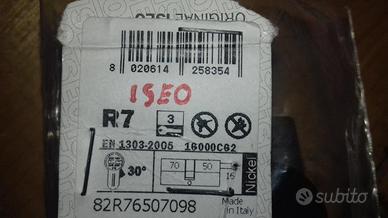 ORIGINAL ISEO
8 020614 258354
ISEO
R7
3
EN 1303-2005 16000C62
30°
70 50
16
Nickel
82R76507098
Made
in Italy
subito